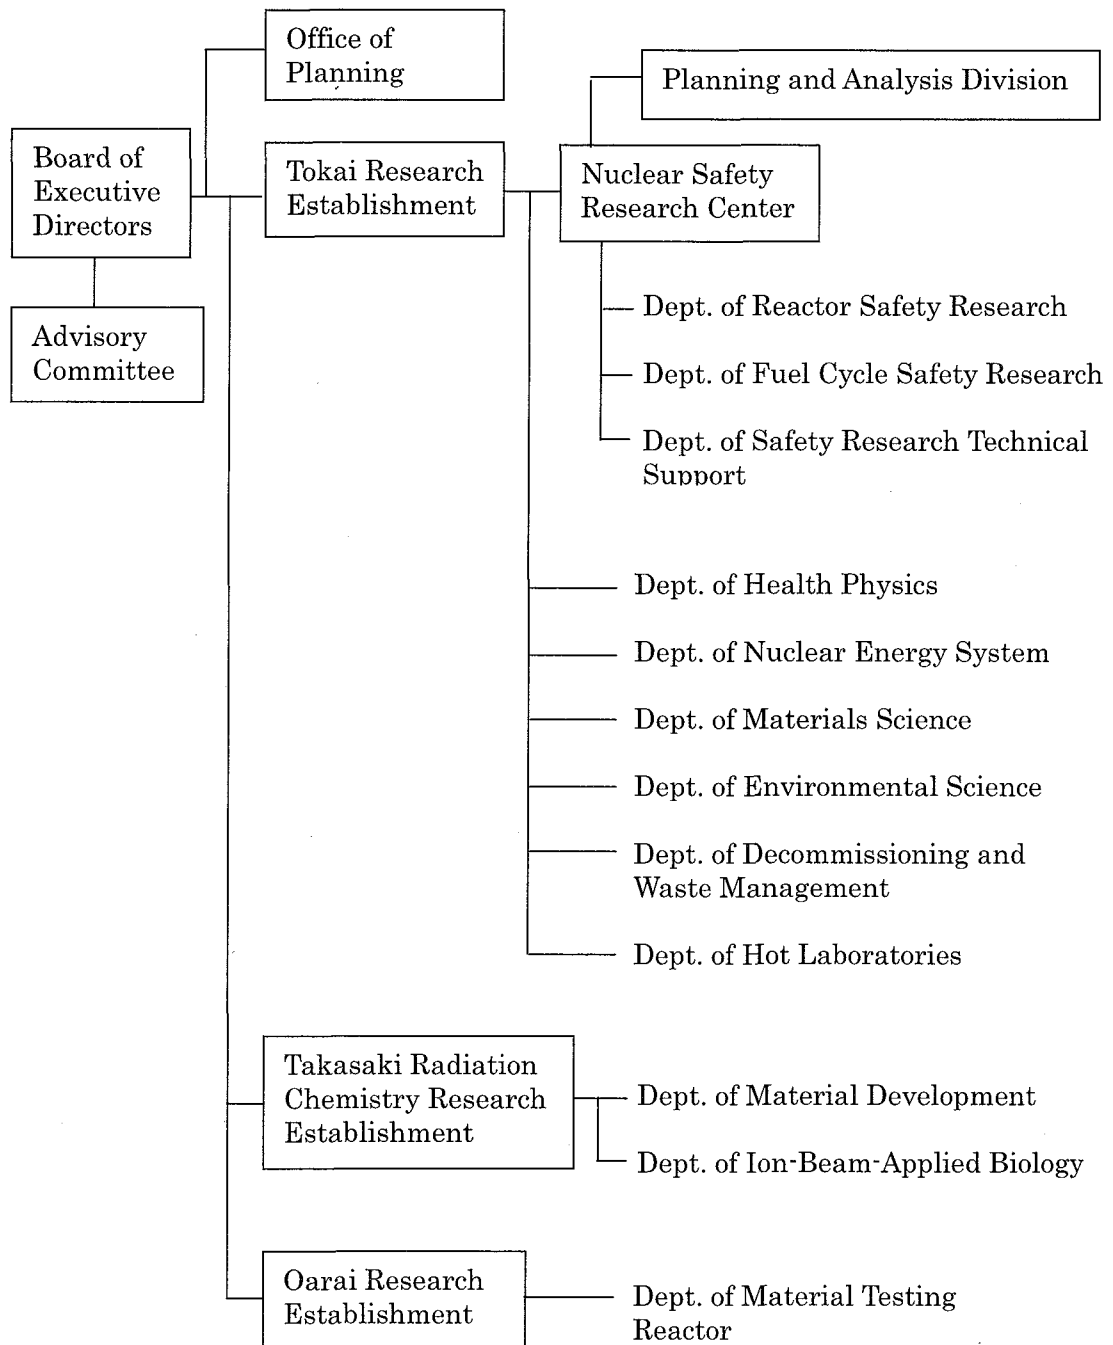 Office of
Planning
Planning and Analysis Division
Board of
Executive
Directors
Tokai Research
Establishment
Nuclear Safety
Research Center
Advisory
Committee
Dept. of Reactor Safety Research
Dept. of Fuel Cycle Safety Research
Dept. of Safety Research Technical
Support
Dept. of Health Physics
Dept. of Nuclear Energy System
Dept. of Materials Science
Dept. of Environmental Science
Dept. of Decommissioning and
Waste Management
Dept. of Hot Laboratories
Takasaki Radiation
Chemistry Research
Establishment
Dept. of Material Development
Dept. of Ion-Beam-Applied Biology
Oarai Research
Establishment
Dept. of Material Testing
Reactor